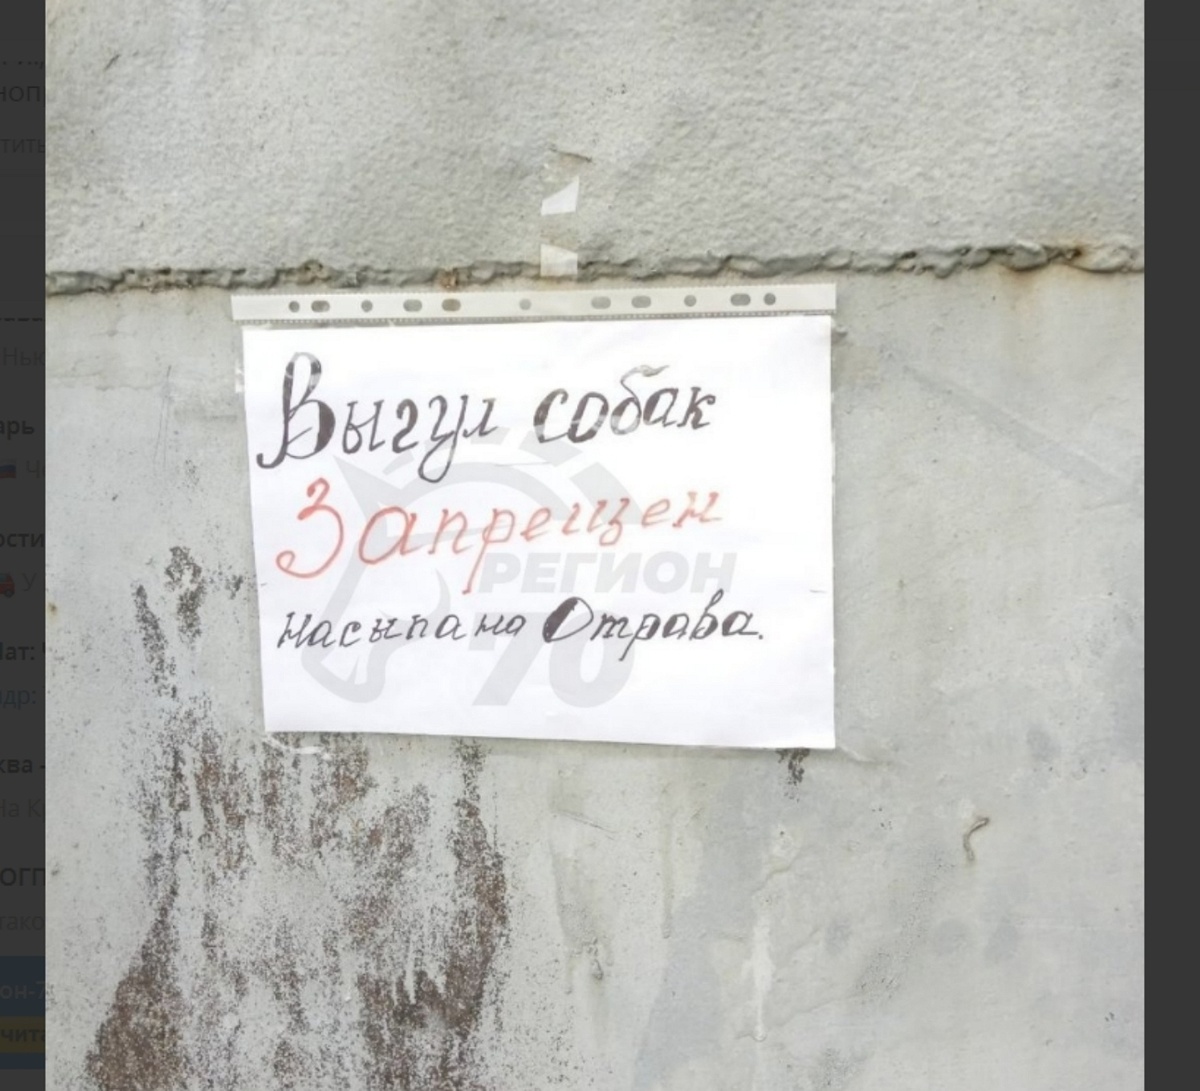 Выгул собак
Запрещен
насыпана Отрава.
РЕГИОН
70